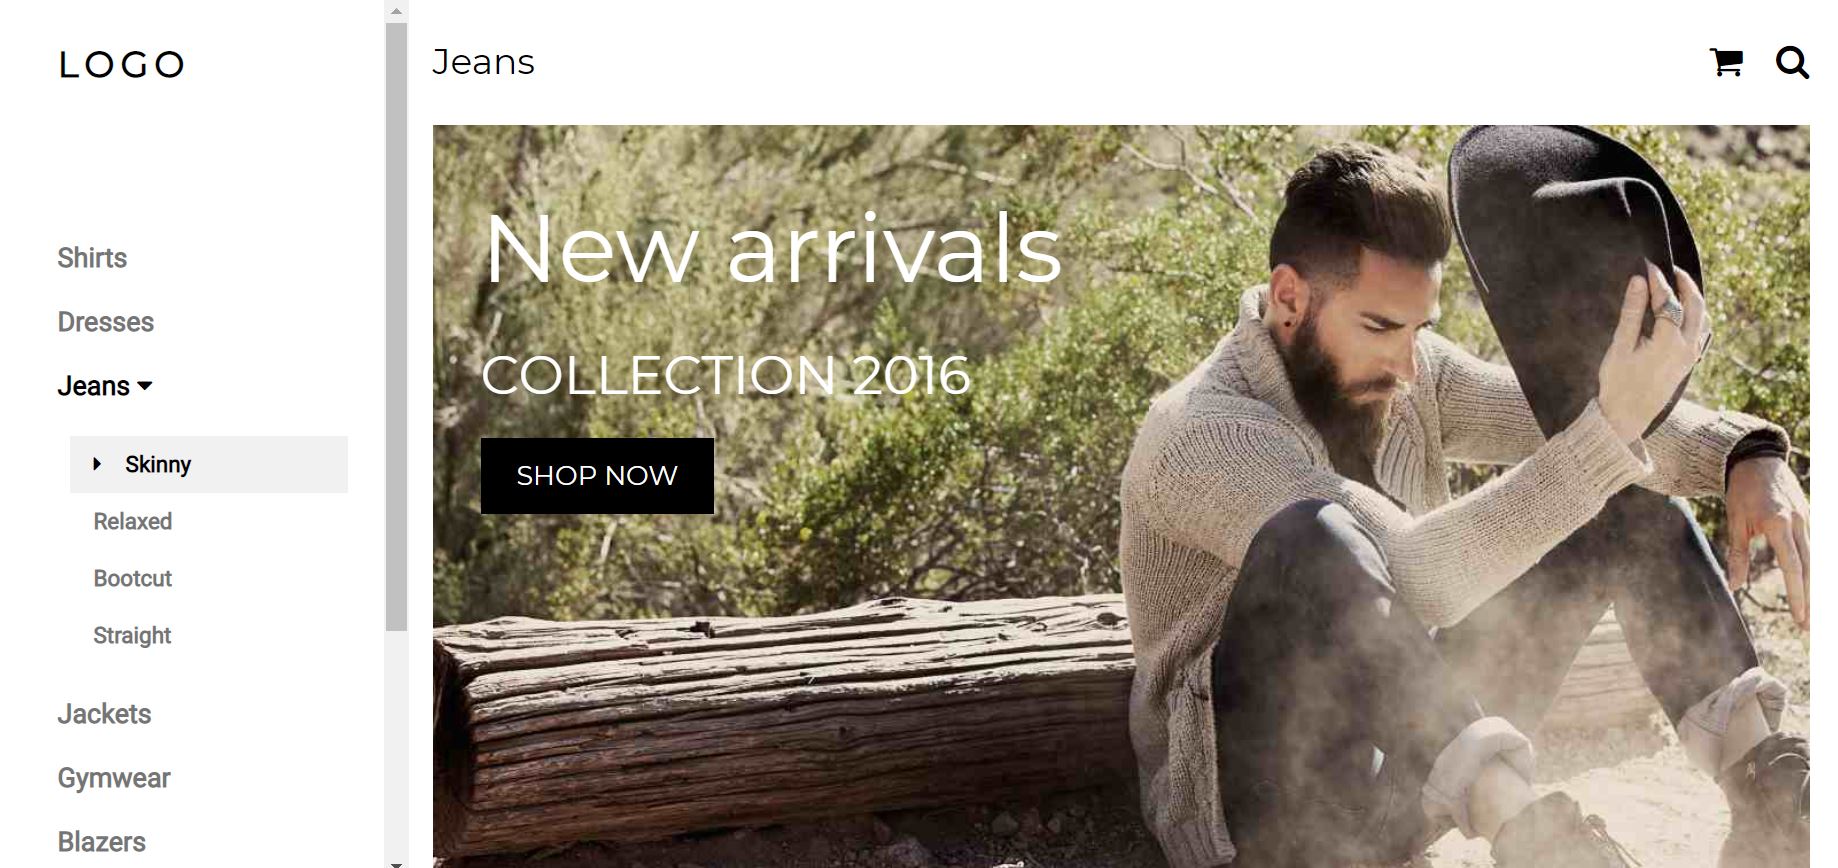 LOGO
Shirts
Dresses
Jeans
Skinny
Relaxed
Bootcut
Straight
Jackets
Gymwear
Blazers
Jeans
New arrivals
COLLECTION 2016
SHOP NOW